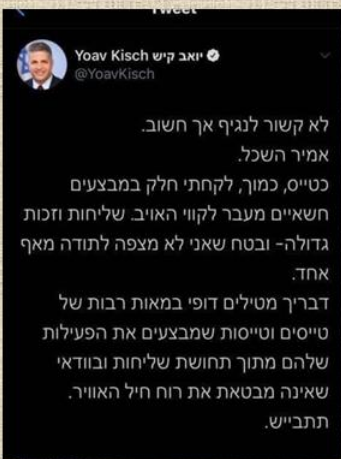 Tweet
Yoav Kisch יואב קיש
@YoavKisch
לא קשור לנגיף אך חשוב.
אמיר השכל.
כטייס, כמוך, לקחתי חלק במבצעים
חשאיים מעבר לקווי האויב. שליחות וזכות
גדולה- ובטח שאני לא מצפה לתודה מאף
אחד.
דבריך מטילים דופי במאות רבות של
טייסים וטייסות שמבצעים את הפעילות
שלהם מתוך תחושת שליחות ובוודאי
שאינה מבטאת את רוח חיל האוויר.
תתבייש.